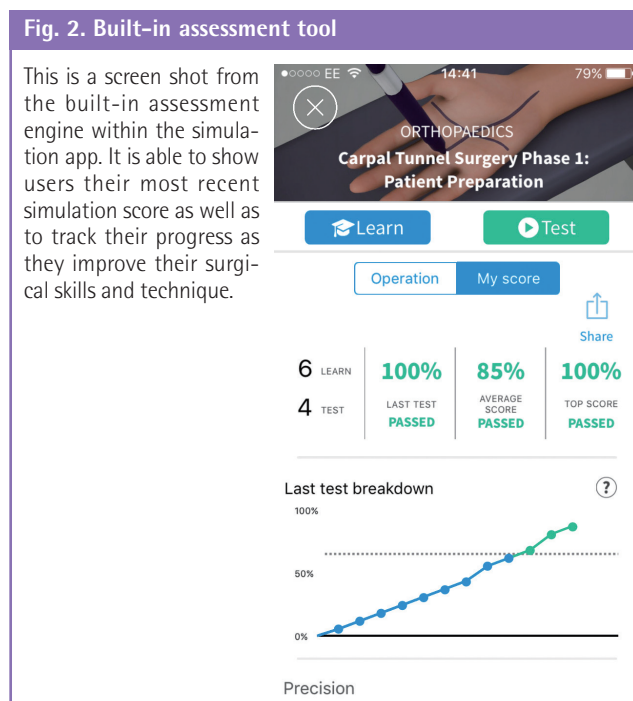 Fig. 2. Built-in assessment tool
This is a screen shot from
the built-in assessment
engine within the simula-
tion app. It is able to show
users their most recent
simulation score as well as
to track their progress as
they improve their surgi-
cal skills and technique.
EE 14:41 79%
ORTHOPAEDICS
Carpal Tunnel Surgery Phase 1:
Patient Preparation
Learn Test
Operation My score
Share
6 LEARN 100% 85% 100%
4 TEST LAST TEST AVERAGE SCORE TOP SCORE
PASSED PASSED PASSED
Last test breakdown ?
100%
50%
0%
Precision